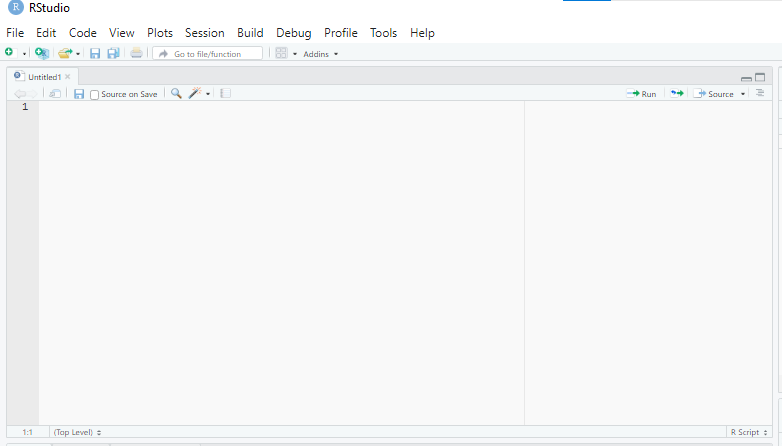 R RStudio
File Edit Code View Plots Session Build Debug Profile Tools Help
Go to file/function Addins
Untitled1
Source on Save Run Source
1
1:1 (Top Level) R Script